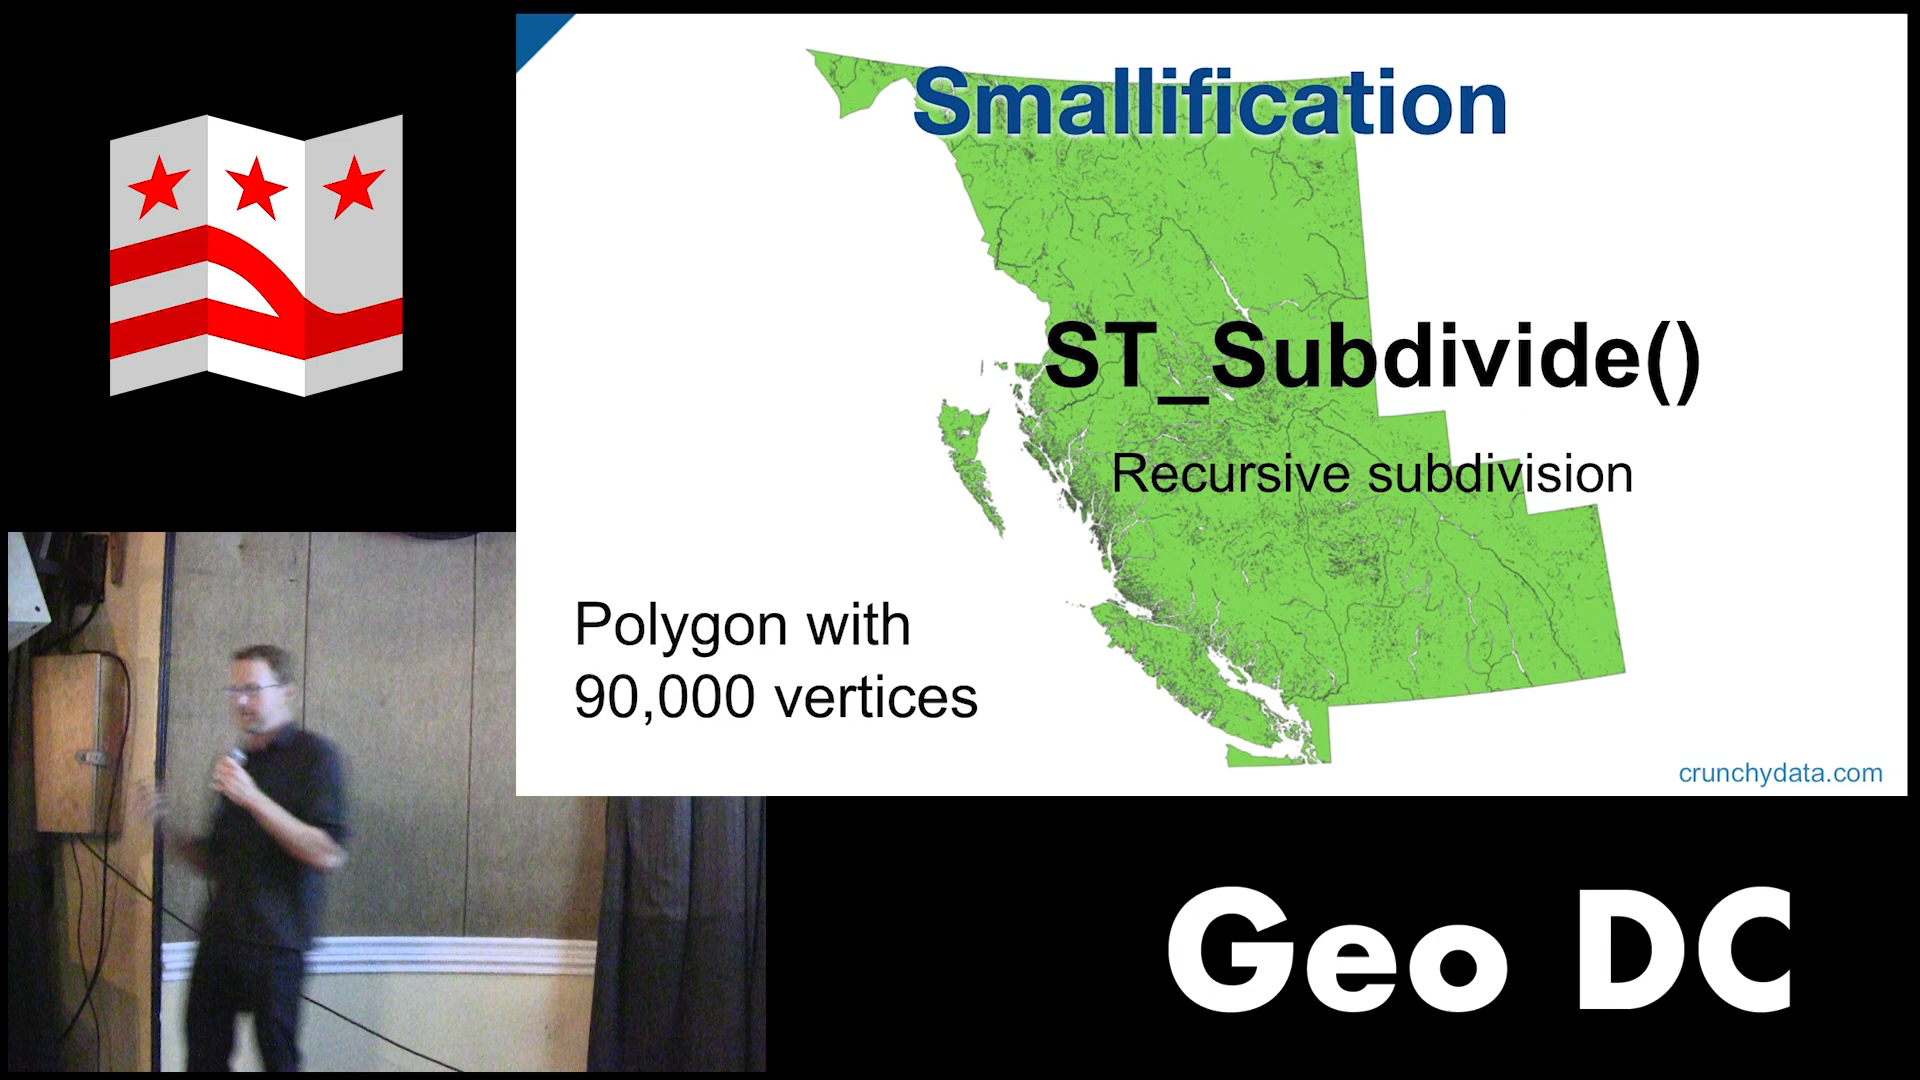 Smallification
ST_Subdivide()
Recursive subdivision
Polygon with
90,000 vertices
crunchydata.com
Geo DC